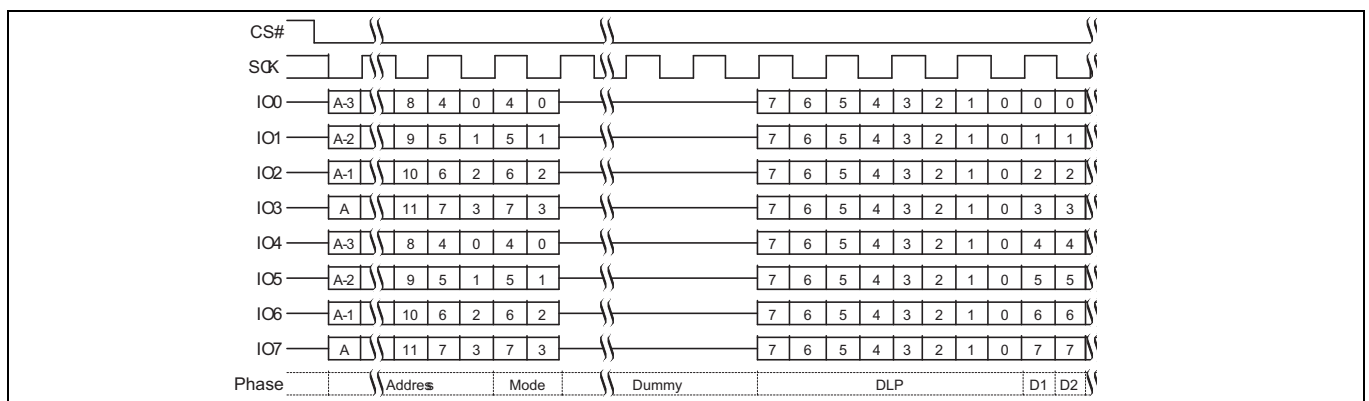 CS#
SCK
IO0 A-3 8 4 0 4 0 7 6 5 4 3 2 1 0 0 0
IO1 A-2 9 5 1 5 1 7 6 5 4 3 2 1 0 1 1
IO2 A-1 10 6 2 6 2 7 6 5 4 3 2 1 0 2 2
IO3 A 11 7 3 7 3 7 6 5 4 3 2 1 0 3 3
IO4 A-3 8 4 0 4 0 7 6 5 4 3 2 1 0 4 4
IO5 A-2 9 5 1 5 1 7 6 5 4 3 2 1 0 5 5
IO6 A-1 10 6 2 6 2 7 6 5 4 3 2 1 0 6 6
IO7 A 11 7 3 7 3 7 6 5 4 3 2 1 0 7 7
Phase Address Mode Dummy DLP D1 D2